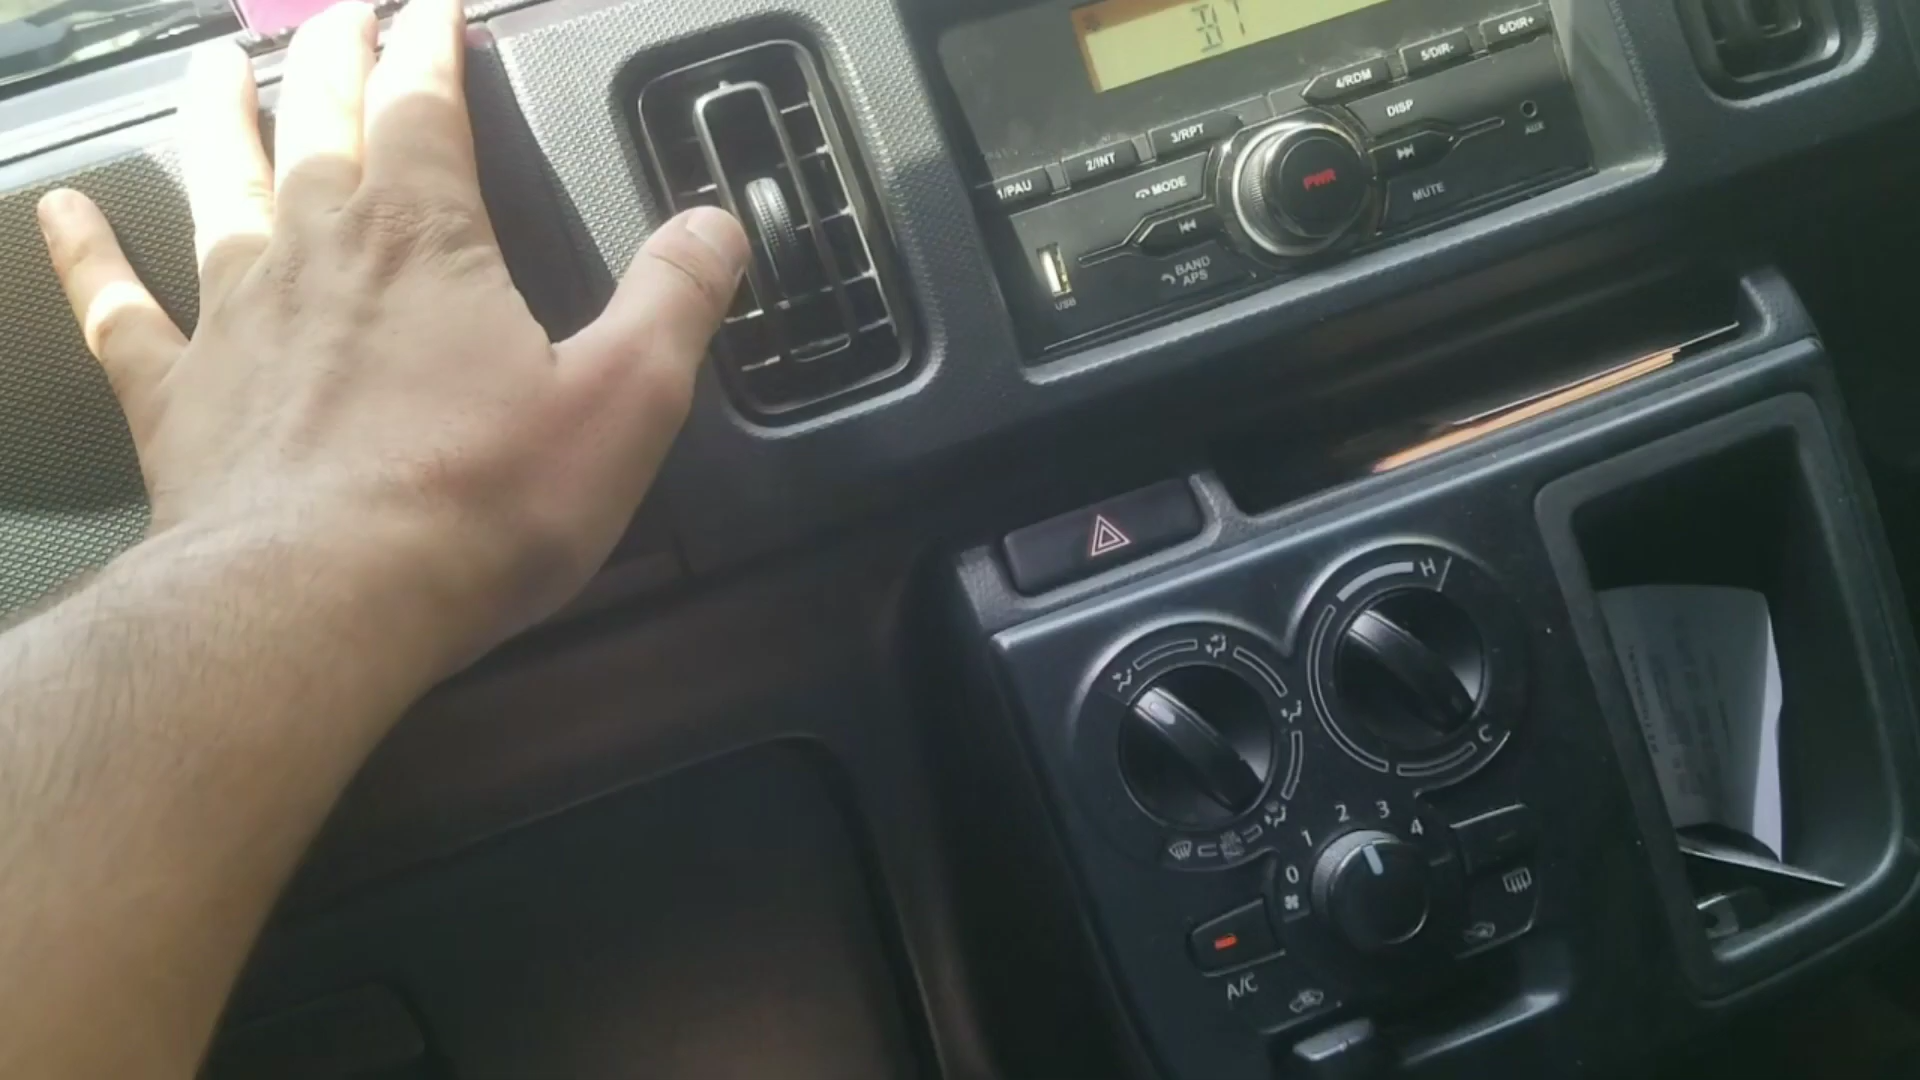 BT
1/PAU
2/INT
3/RPT
4/RDM
5/DIR-
6/DIR+
MODE
DISP
AUX
PWR
MUTE
USB
BAND
APS
H
C
0
1
2
3
4
A/C